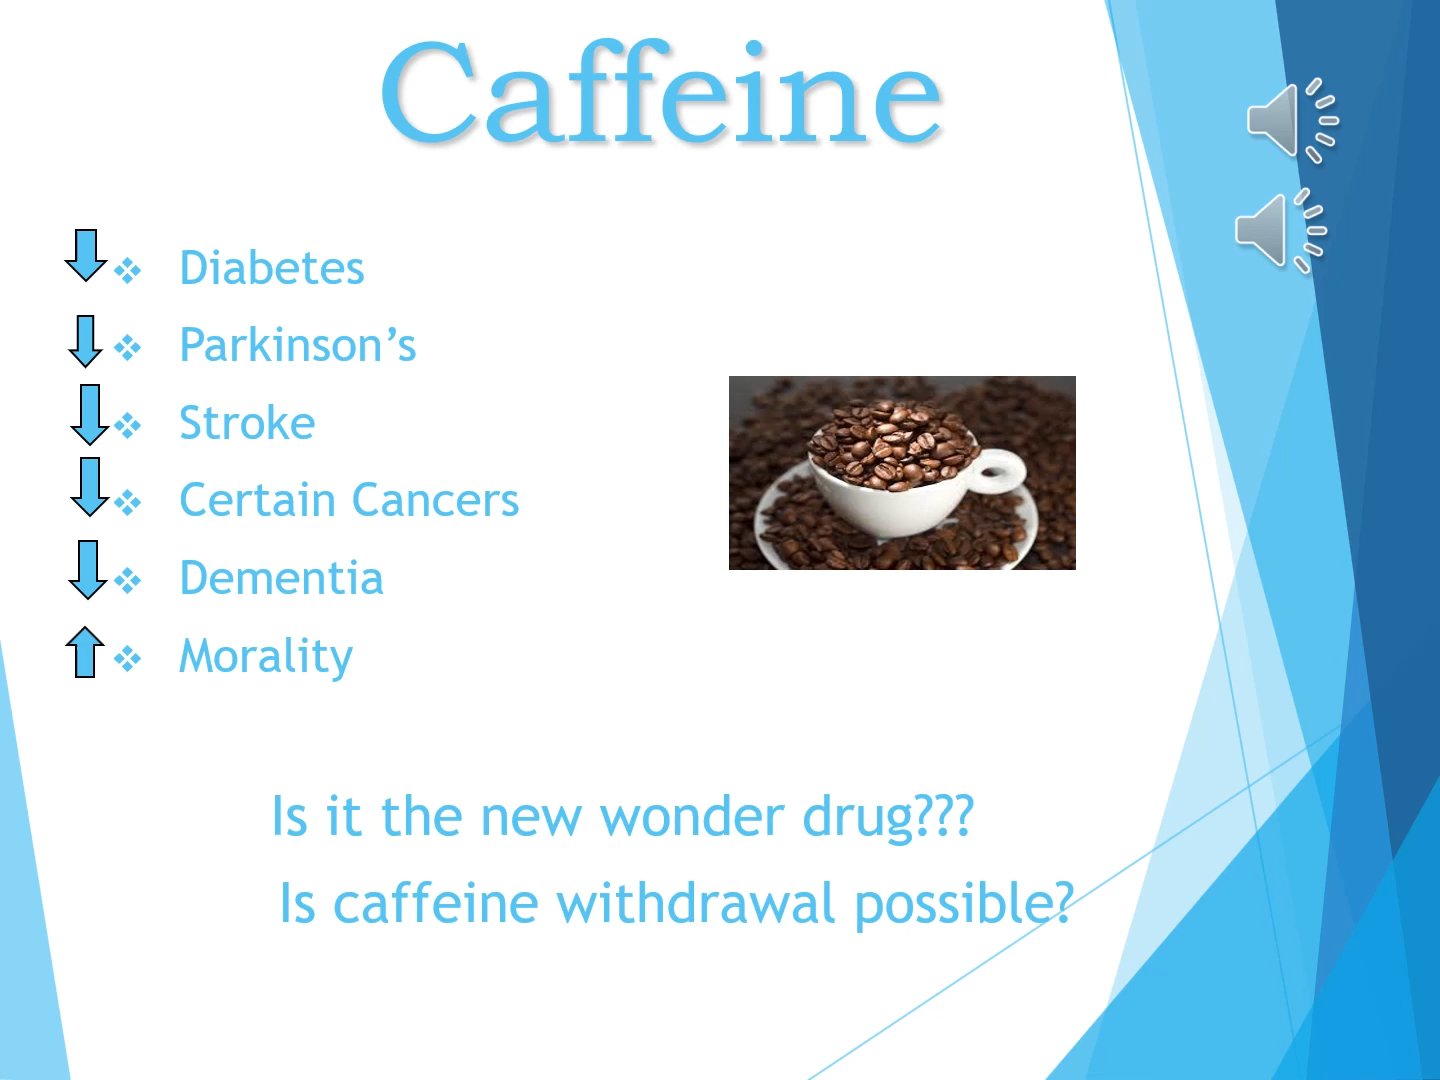 Caffeine
❖ Diabetes
❖ Parkinson’s
❖ Stroke
❖ Certain Cancers
❖ Dementia
❖ Morality
Is it the new wonder drug???
Is caffeine withdrawal possible?